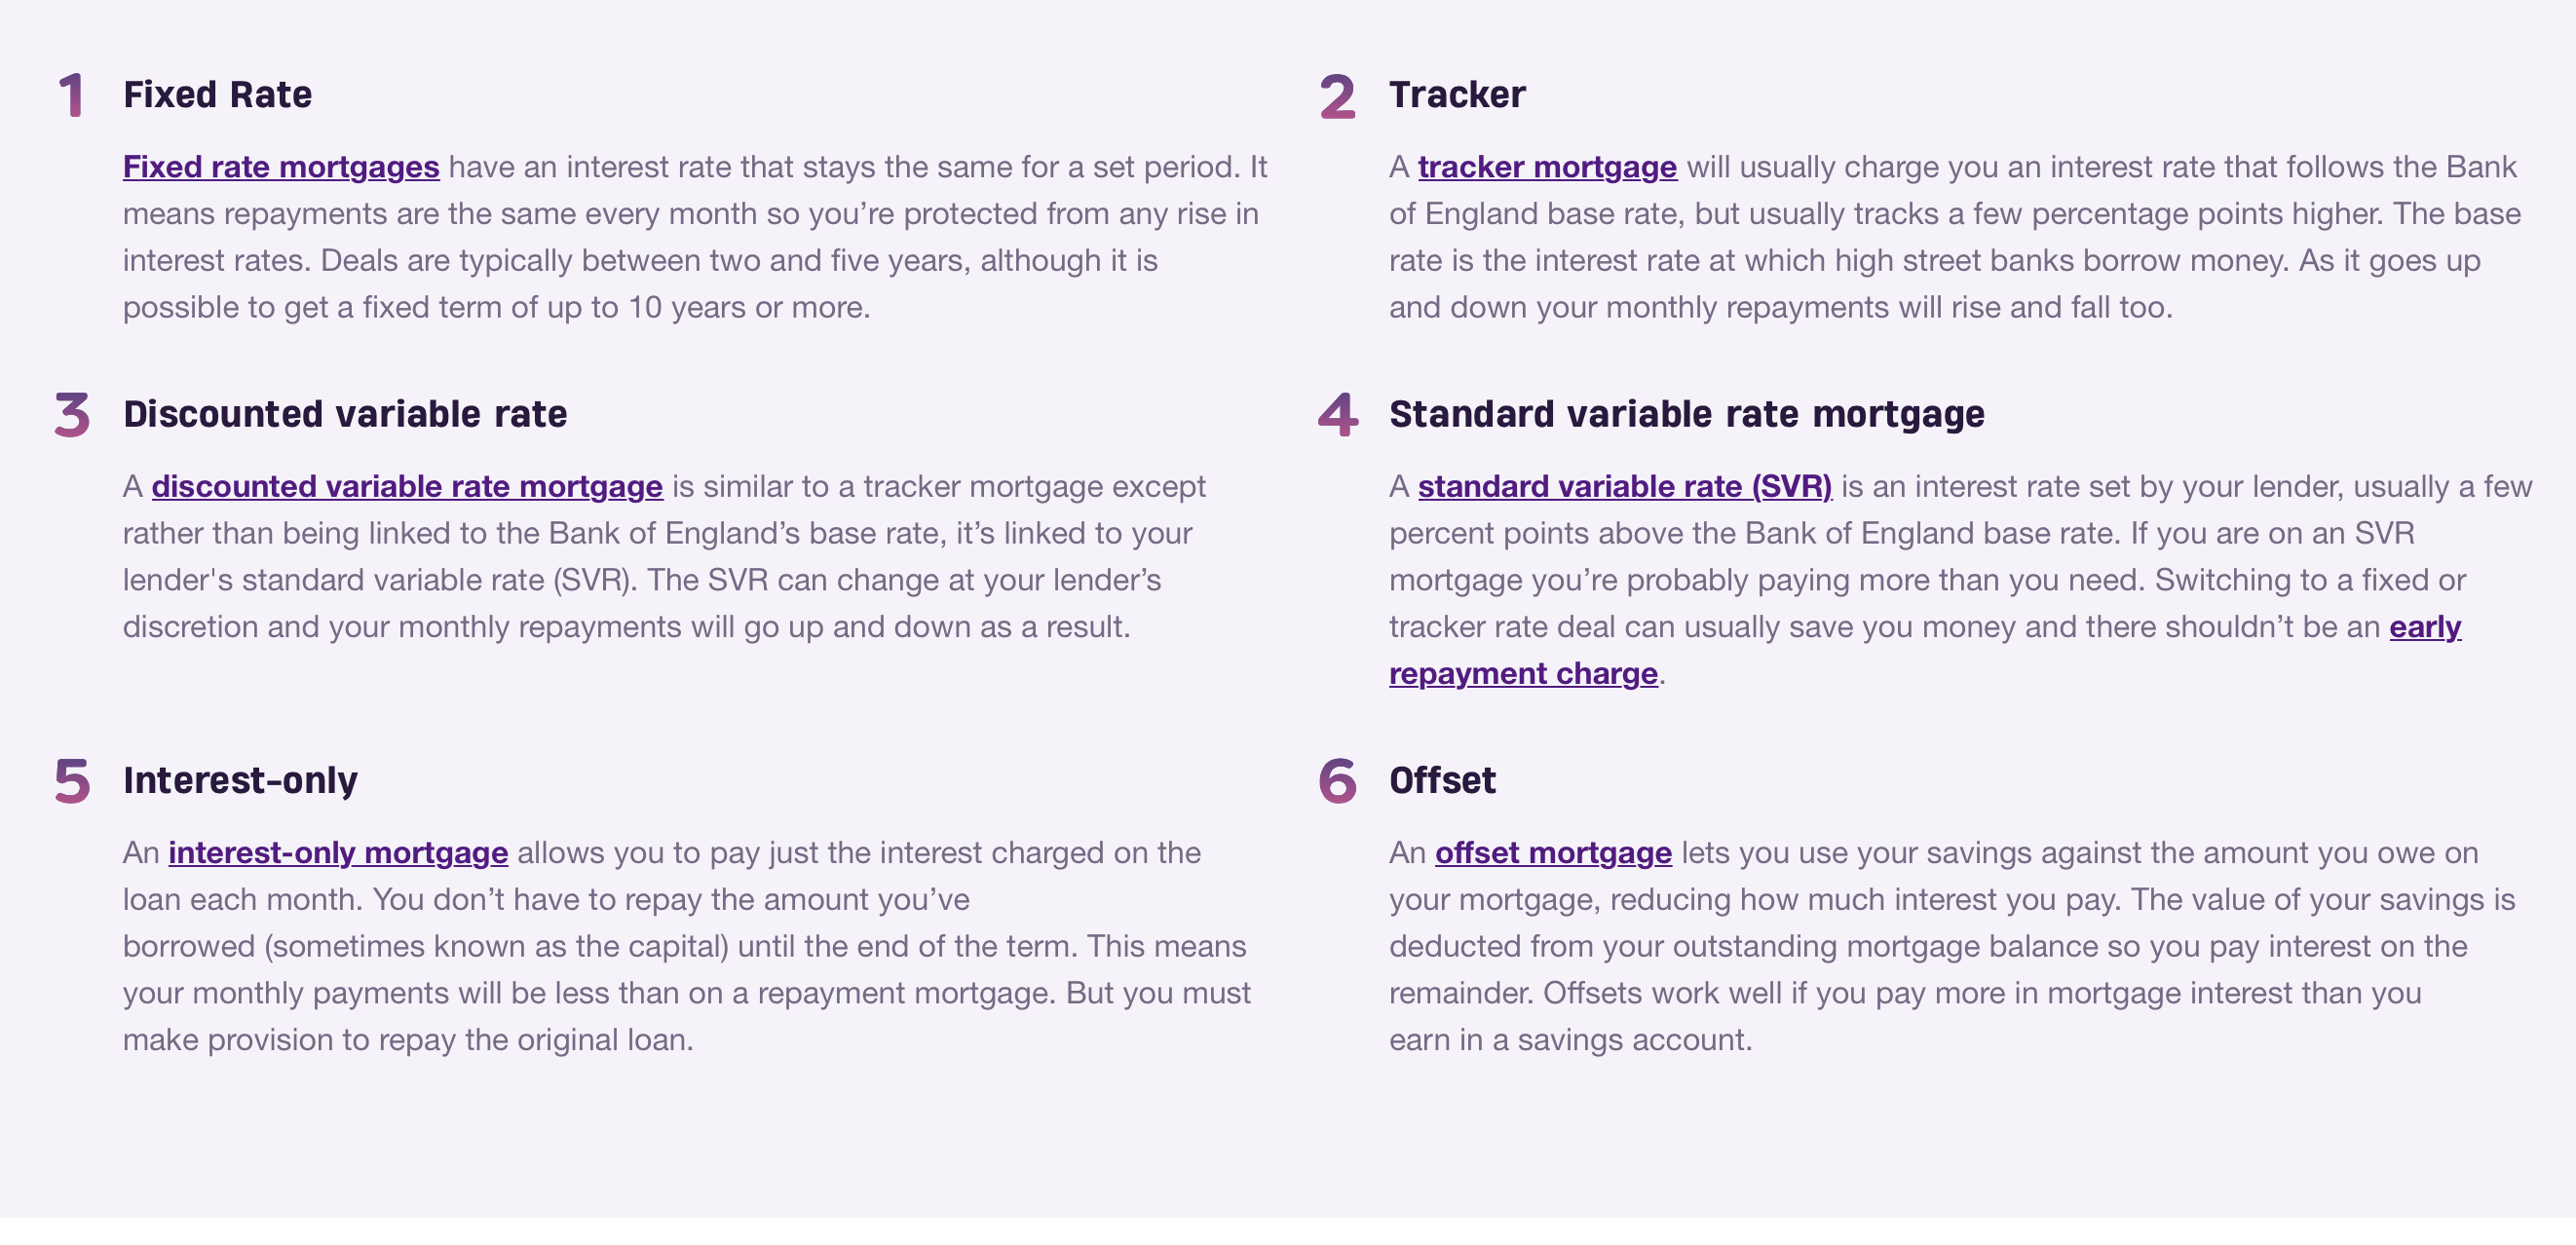 1 Fixed Rate
Fixed rate mortgages have an interest rate that stays the same for a set period. It
means repayments are the same every month so you’re protected from any rise in
interest rates. Deals are typically between two and five years, although it is
possible to get a fixed term of up to 10 years or more.
2 Tracker
A tracker mortgage will usually charge you an interest rate that follows the Bank
of England base rate, but usually tracks a few percentage points higher. The base
rate is the interest rate at which high street banks borrow money. As it goes up
and down your monthly repayments will rise and fall too.
3 Discounted variable rate
A discounted variable rate mortgage is similar to a tracker mortgage except
rather than being linked to the Bank of England’s base rate, it’s linked to your
lender's standard variable rate (SVR). The SVR can change at your lender’s
discretion and your monthly repayments will go up and down as a result.
4 Standard variable rate mortgage
A standard variable rate (SVR) is an interest rate set by your lender, usually a few
percent points above the Bank of England base rate. If you are on an SVR
mortgage you’re probably paying more than you need. Switching to a fixed or
tracker rate deal can usually save you money and there shouldn’t be an early
repayment charge.
5 Interest-only
An interest-only mortgage allows you to pay just the interest charged on the
loan each month. You don’t have to repay the amount you’ve
borrowed (sometimes known as the capital) until the end of the term. This means
your monthly payments will be less than on a repayment mortgage. But you must
make provision to repay the original loan.
6 Offset
An offset mortgage lets you use your savings against the amount you owe on
your mortgage, reducing how much interest you pay. The value of your savings is
deducted from your outstanding mortgage balance so you pay interest on the
remainder. Offsets work well if you pay more in mortgage interest than you
earn in a savings account.